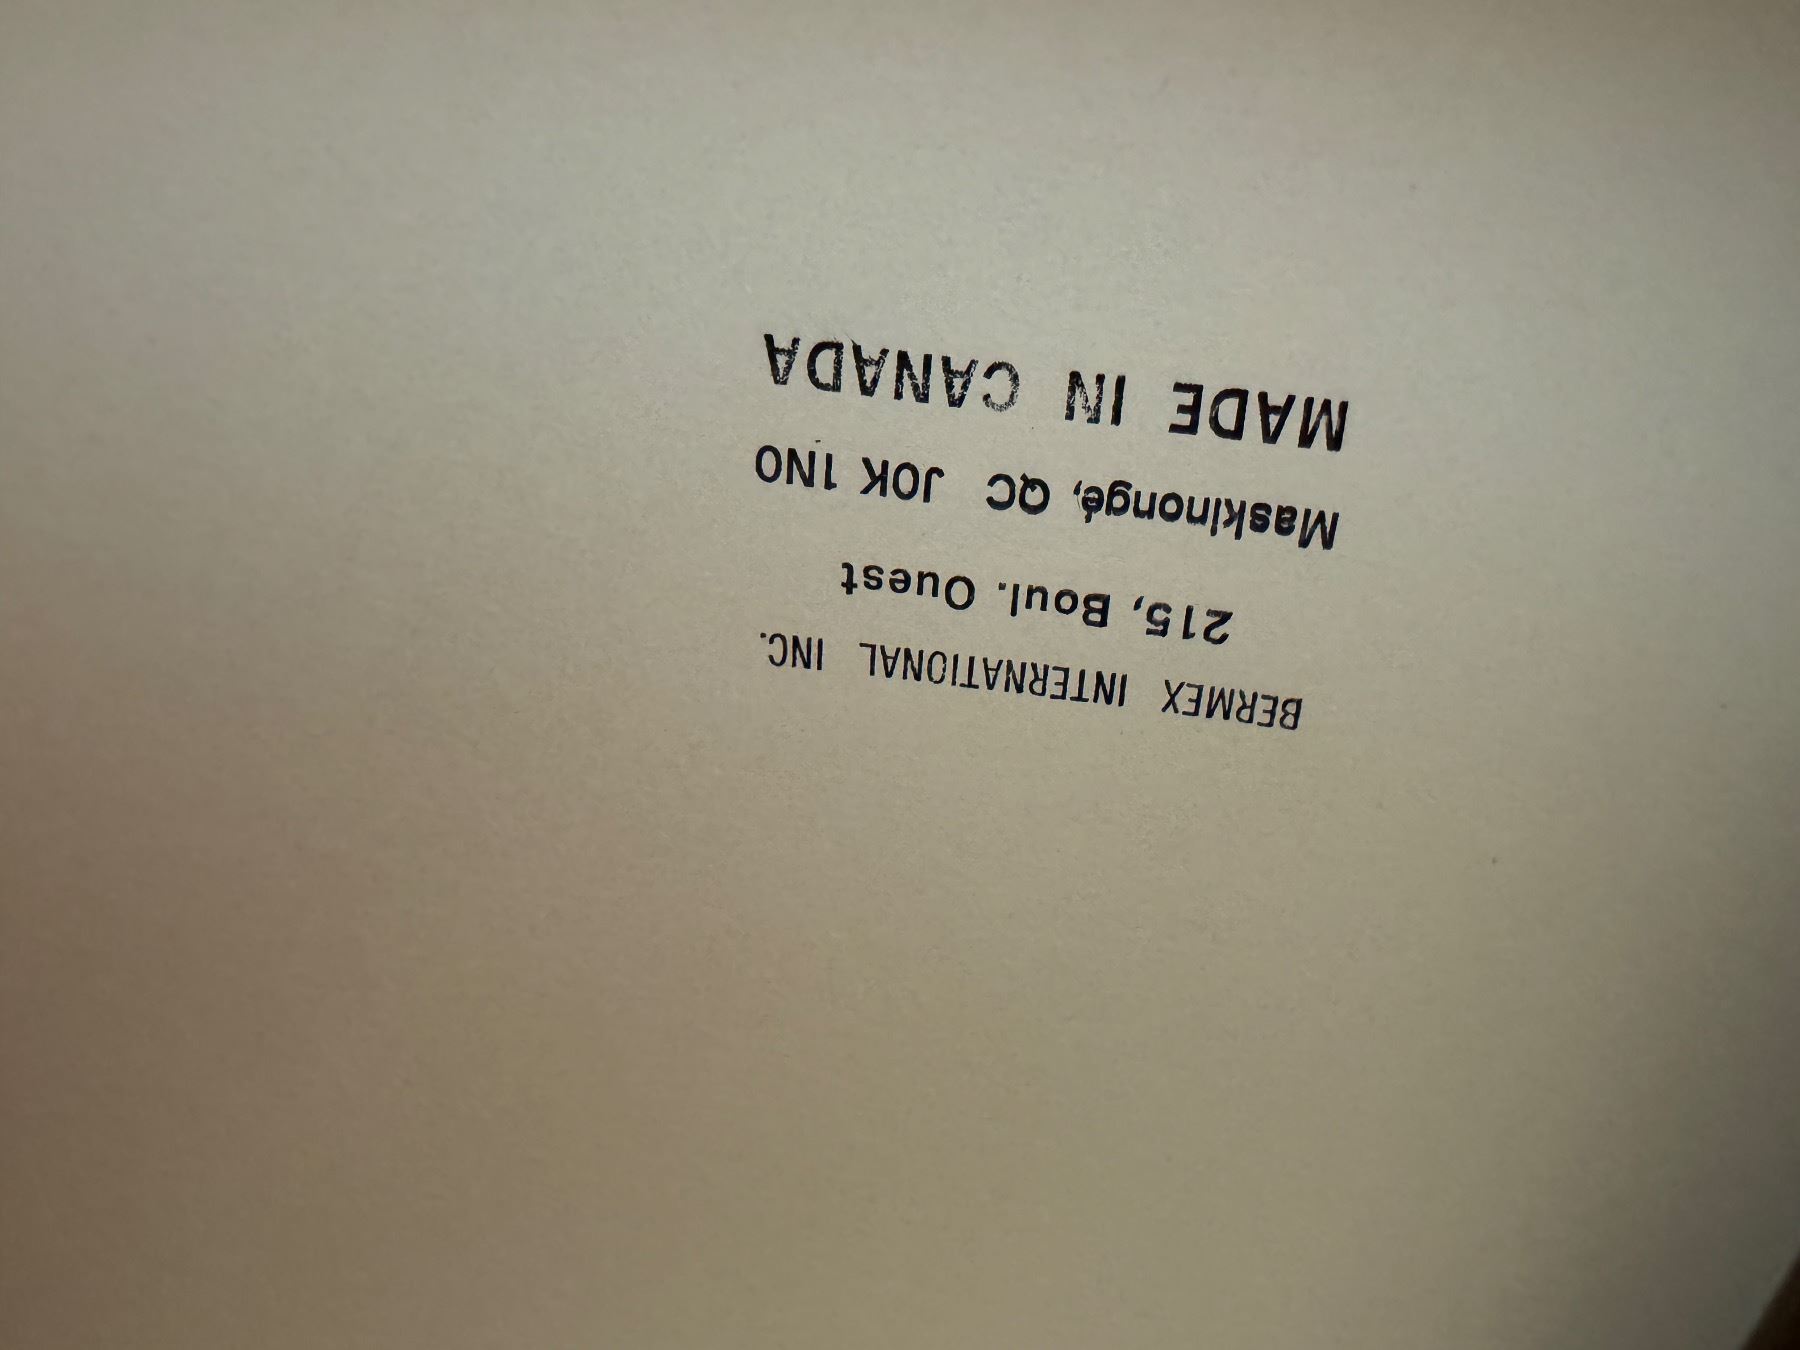 BERMEX INTERNATIONAL INC.
215, Boul. Ouest
Maskinongé, QC J0K 1N0
MADE IN CANADA